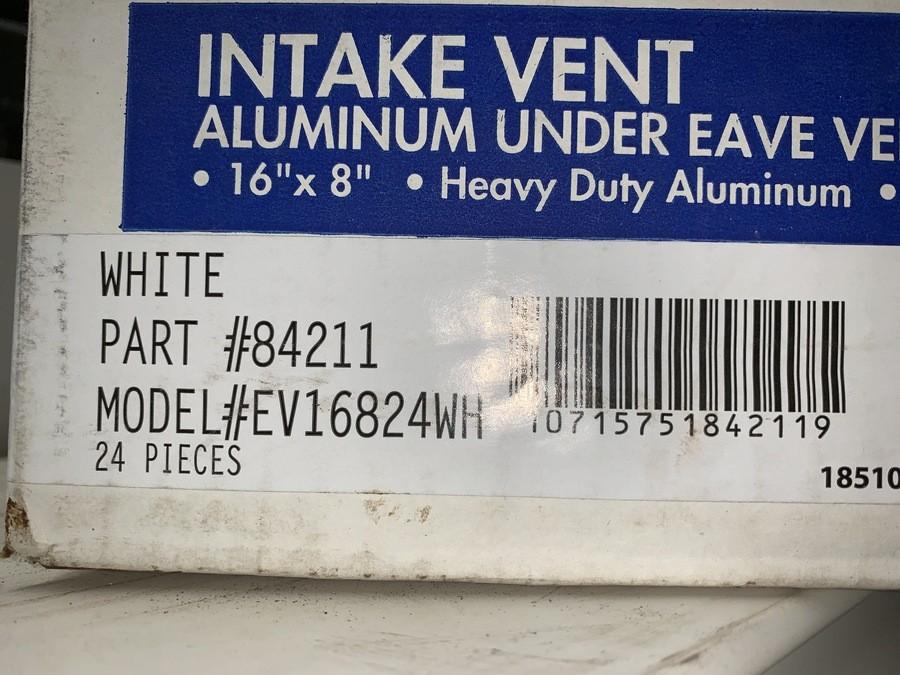 INTAKE VENT
ALUMINUM UNDER EAVE VE
• 16"x 8" • Heavy Duty Aluminum •
WHITE
PART #84211
MODEL#EV16824WH
24 PIECES
10715751842119
18510